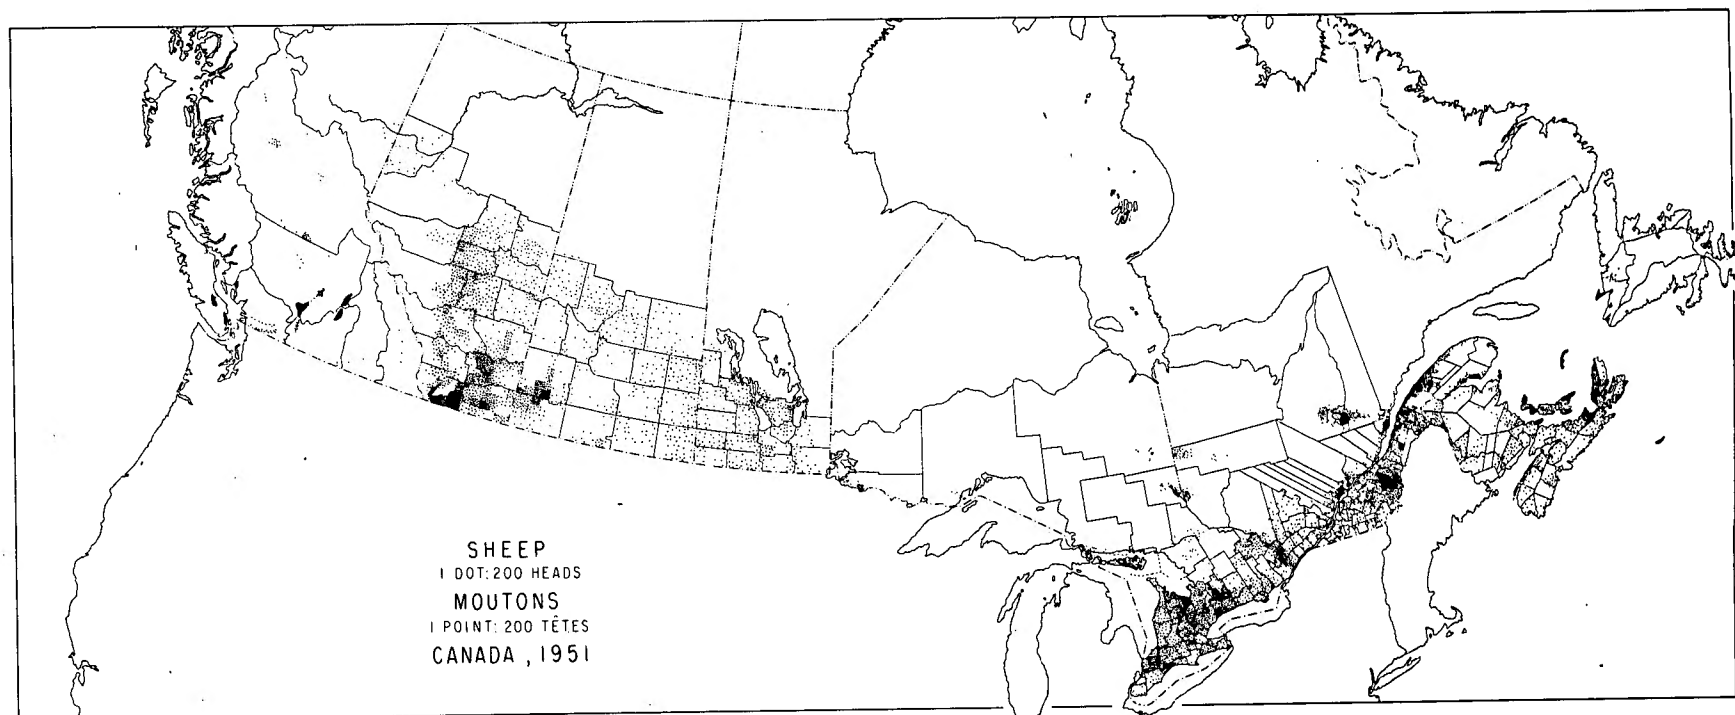 SHEEP
1 DOT: 200 HEADS
MOUTONS
1 POINT: 200 TÊTES
CANADA, 1951